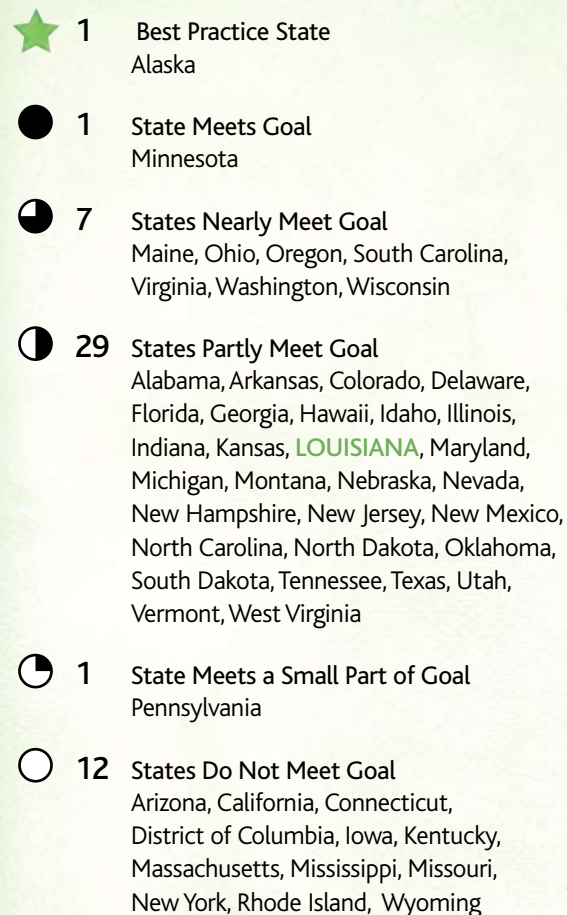 1 Best Practice State
Alaska
1 State Meets Goal
Minnesota
7 States Nearly Meet Goal
Maine, Ohio, Oregon, South Carolina,
Virginia, Washington, Wisconsin
29 States Partly Meet Goal
Alabama, Arkansas, Colorado, Delaware,
Florida, Georgia, Hawaii, Idaho, Illinois,
Indiana, Kansas, LOUISIANA, Maryland,
Michigan, Montana, Nebraska, Nevada,
New Hampshire, New Jersey, New Mexico,
North Carolina, North Dakota, Oklahoma,
South Dakota, Tennessee, Texas, Utah,
Vermont, West Virginia
1 State Meets a Small Part of Goal
Pennsylvania
12 States Do Not Meet Goal
Arizona, California, Connecticut,
District of Columbia, Iowa, Kentucky,
Massachusetts, Mississippi, Missouri,
New York, Rhode Island, Wyoming